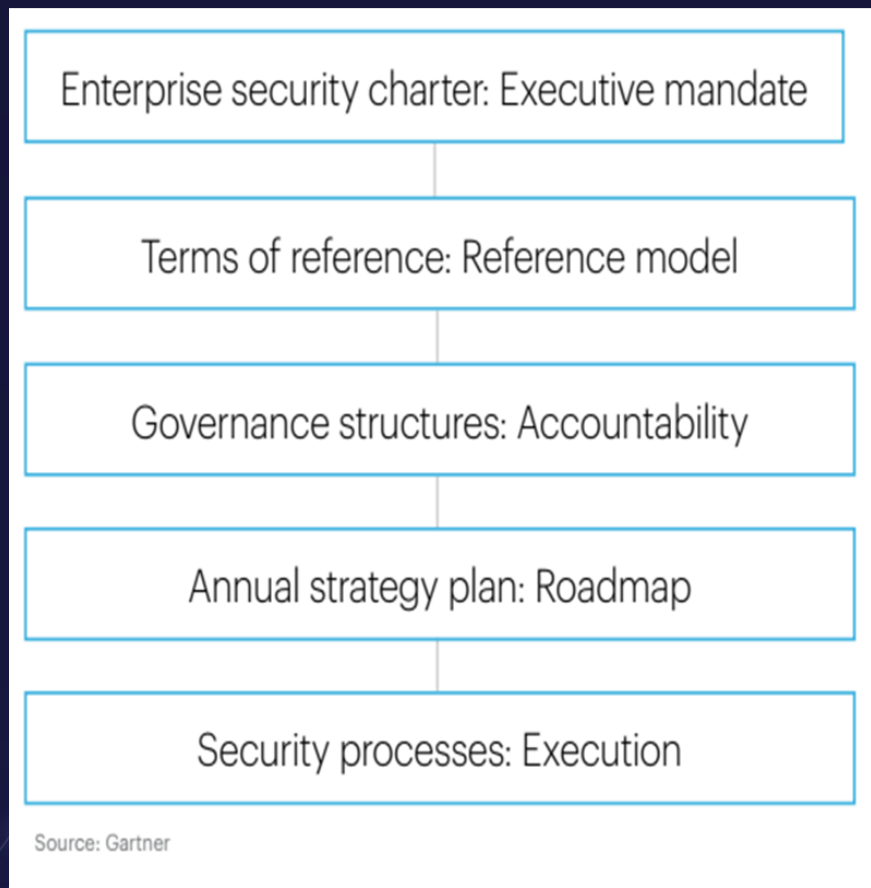 Enterprise security charter: Executive mandate
Terms of reference: Reference model
Governance structures: Accountability
Annual strategy plan: Roadmap
Security processes: Execution
Source: Gartner